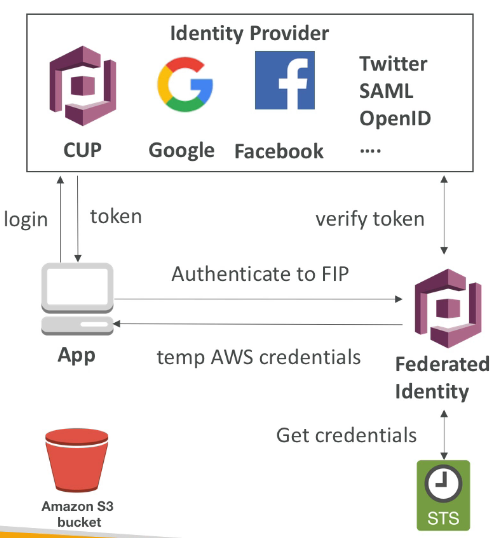 Identity Provider
Twitter
SAML
OpenID
....
CUP
Google
Facebook
login
token
verify token
Authenticate to FIP
temp AWS credentials
App
Federated
Identity
Get credentials
Amazon S3
bucket
STS